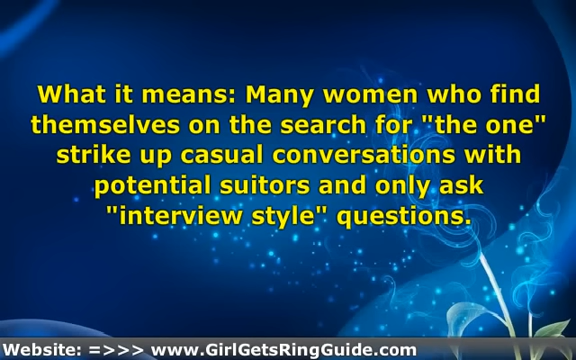 What it means: Many women who find
themselves on the search for "the one"
strike up casual conversations with
potential suitors and only ask
"interview style" questions.
Website: =>>> www.GirlGetsRingGuide.com